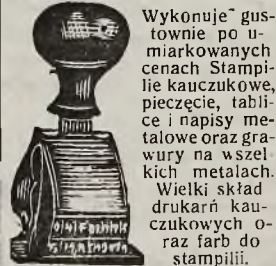 Wykonuje gus-
townie po u-
miarkowanych
cenach Stampi-
lie kauczukowe,
pieczęcie, tabli-
ce i napisy me-
talowe oraz gra-
wury na wszel
kich metalach.
Wielki skład
drukarń kau-
czukowych o-
raz farb do
stampilii.